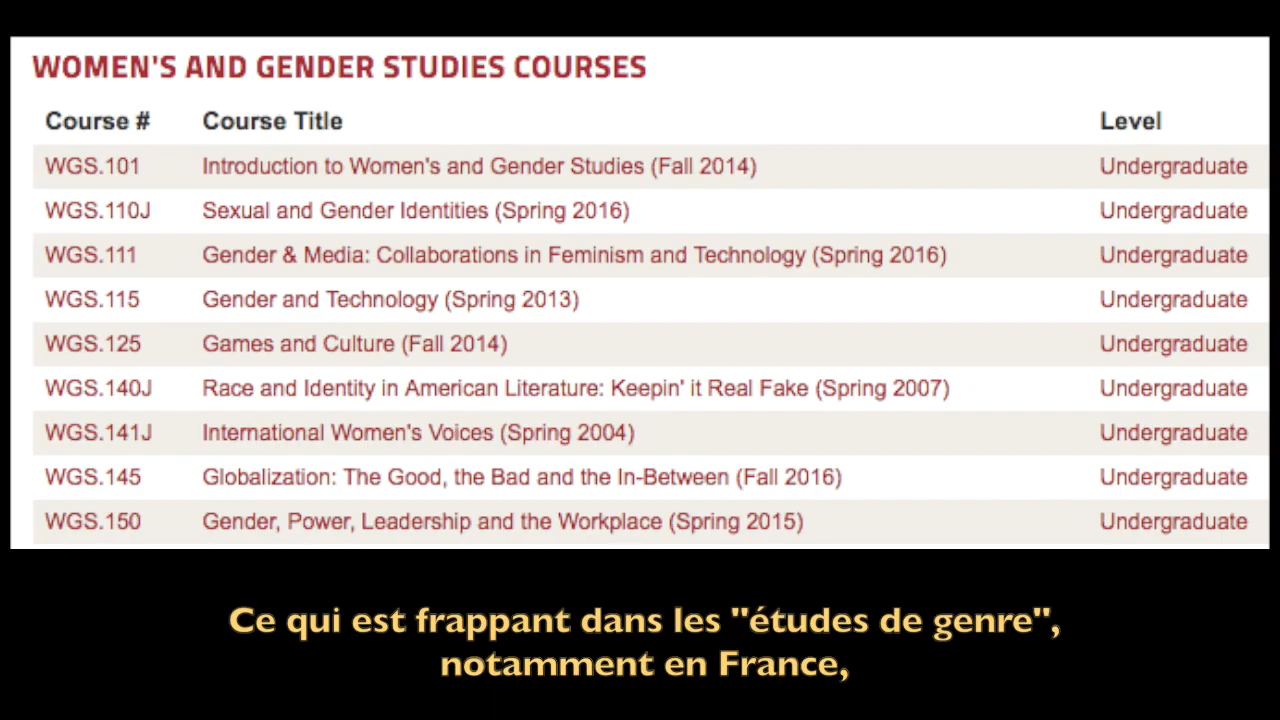 WOMEN'S AND GENDER STUDIES COURSES
Course # Course Title Level
WGS.101 Introduction to Women's and Gender Studies (Fall 2014) Undergraduate
WGS.110J Sexual and Gender Identities (Spring 2016) Undergraduate
WGS.111 Gender & Media: Collaborations in Feminism and Technology (Spring 2016) Undergraduate
WGS.115 Gender and Technology (Spring 2013) Undergraduate
WGS.125 Games and Culture (Fall 2014) Undergraduate
WGS.140J Race and Identity in American Literature: Keepin' it Real Fake (Spring 2007) Undergraduate
WGS.141J International Women's Voices (Spring 2004) Undergraduate
WGS.145 Globalization: The Good, the Bad and the In-Between (Fall 2016) Undergraduate
WGS.150 Gender, Power, Leadership and the Workplace (Spring 2015) Undergraduate
Ce qui est frappant dans les "études de genre",
notamment en France,